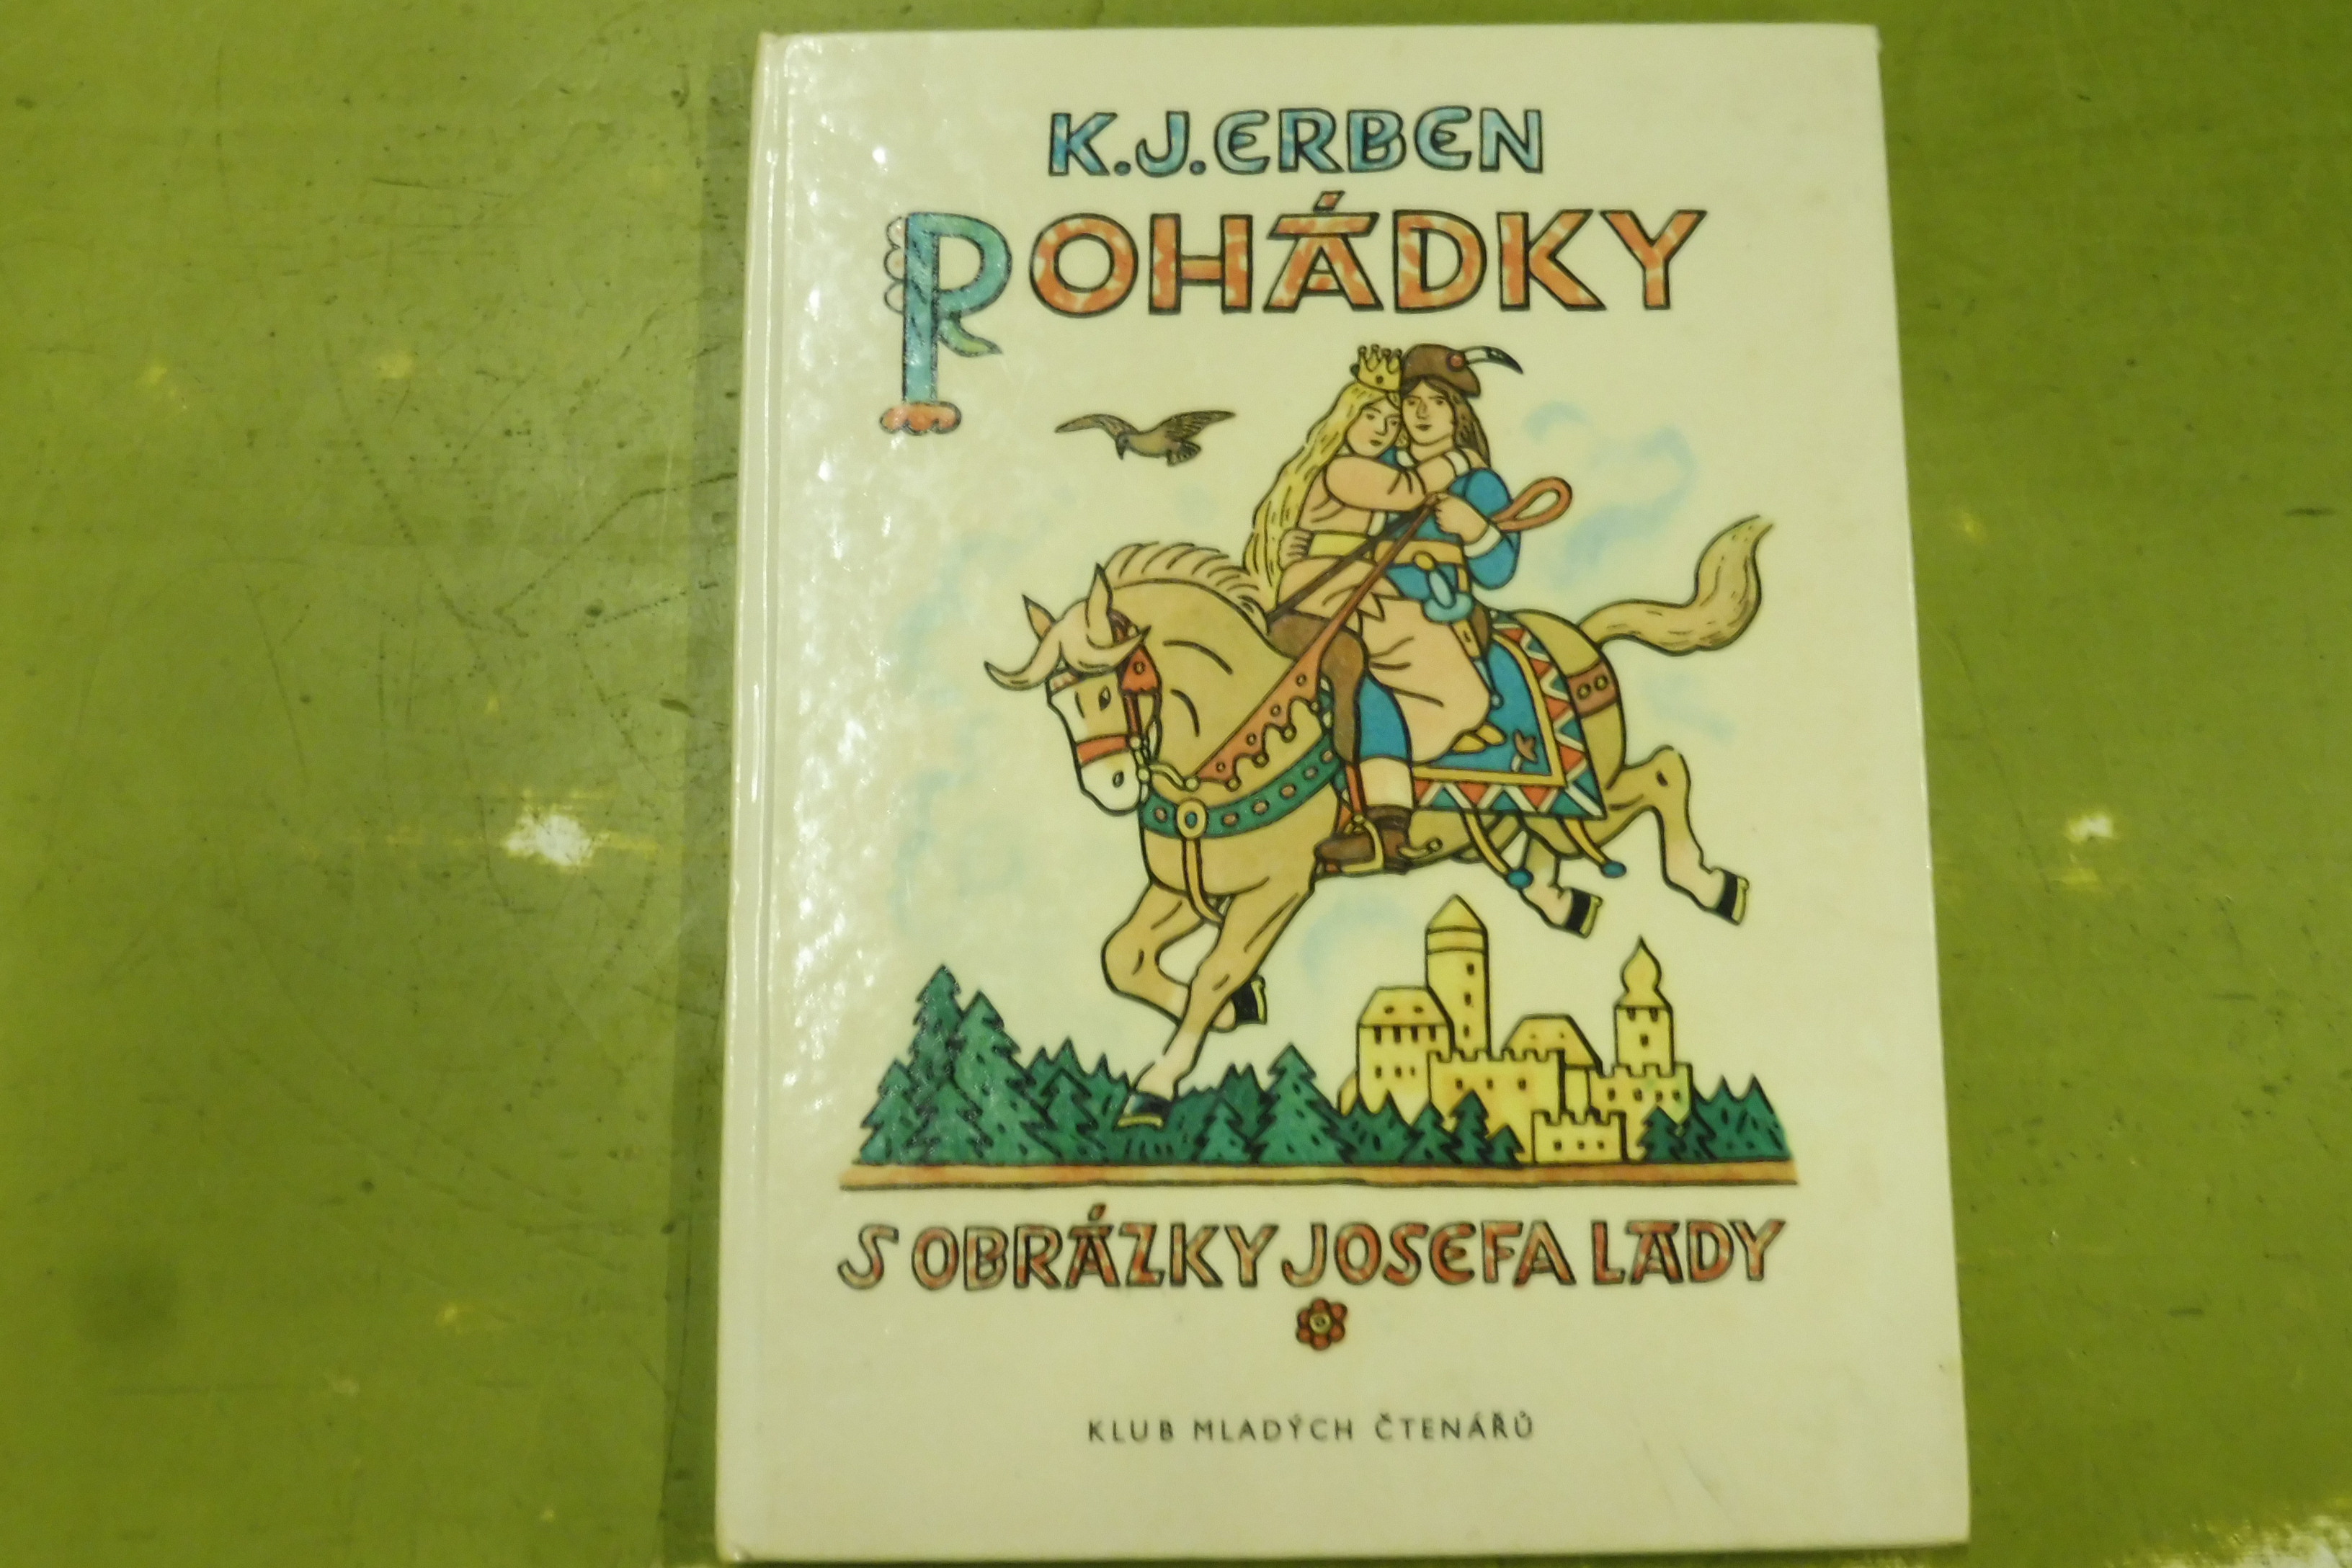 K.J.ERBEN
POHÁDKY
S OBRÁZKY JOSEFA LADY
KLUB MLADÝCH ČTENÁŘŮ